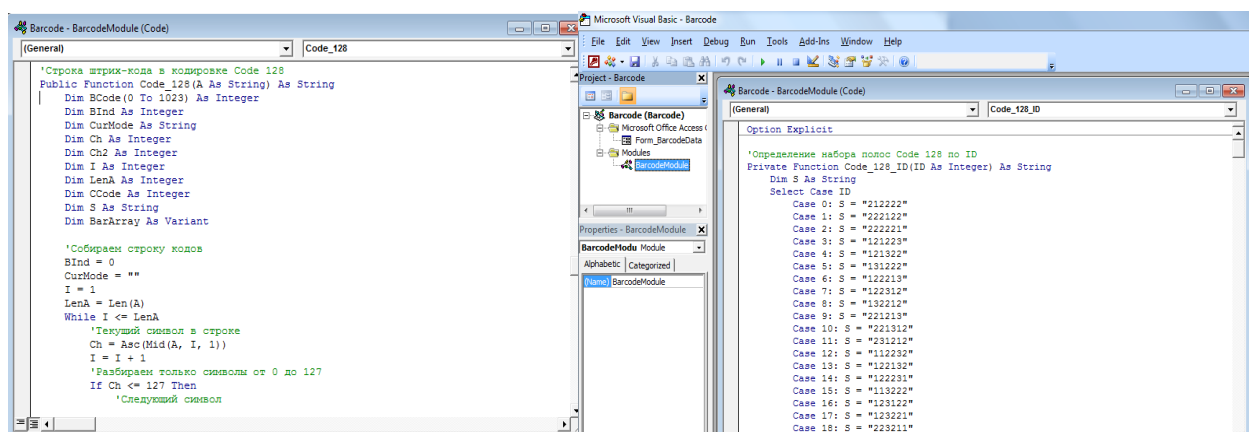 Barcode - BarcodeModule (Code)
(General)
Code_128
'Строка штрих-кода в кодировке Code 128
Public Function Code_128(A As String) As String
Dim BCode(0 To 1023) As Integer
Dim BInd As Integer
Dim CurMode As String
Dim Ch As Integer
Dim Ch2 As Integer
Dim I As Integer
Dim LenA As Integer
Dim CCode As Integer
Dim S As String
Dim BarArray As Variant
'Собираем строку кодов
BInd = 0
CurMode = ""
I = 1
LenA = Len(A)
While I <= LenA
'Текущий символ в строке
Ch = Asc(Mid(A, I, 1))
I = I + 1
'Разбираем только символы от 0 до 127
If Ch <= 127 Then
'Следующий символ
Microsoft Visual Basic - Barcode
File Edit View Insert Debug Run Tools Add-Ins Window Help
Project - Barcode
Barcode (Barcode)
Microsoft Office Access (
Form_BarcodeData
Modules
BarcodeModule
Properties - BarcodeModule
BarcodeModu Module
Alphabetic Categorized
(Name) BarcodeModule
Barcode - BarcodeModule (Code)
(General)
Code_128_ID
Option Explicit
'Определение набора полос Code 128 по ID
Private Function Code_128_ID(ID As Integer) As String
Dim S As String
Select Case ID
Case 0: S = "212222"
Case 1: S = "222122"
Case 2: S = "222221"
Case 3: S = "121223"
Case 4: S = "121322"
Case 5: S = "131222"
Case 6: S = "122213"
Case 7: S = "122312"
Case 8: S = "132212"
Case 9: S = "221213"
Case 10: S = "221312"
Case 11: S = "231212"
Case 12: S = "112232"
Case 13: S = "122132"
Case 14: S = "122231"
Case 15: S = "113222"
Case 16: S = "123122"
Case 17: S = "123221"
Case 18: S = "223211"